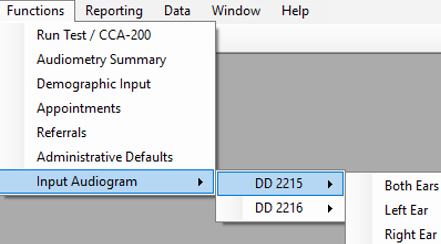 Functions Reporting Data Window Help
Run Test / CCA-200
Audiometry Summary
Demographic Input
Appointments
Referrals
Administrative Defaults
Input Audiogram
DD 2215
DD 2216
Both Ears
Left Ear
Right Ear